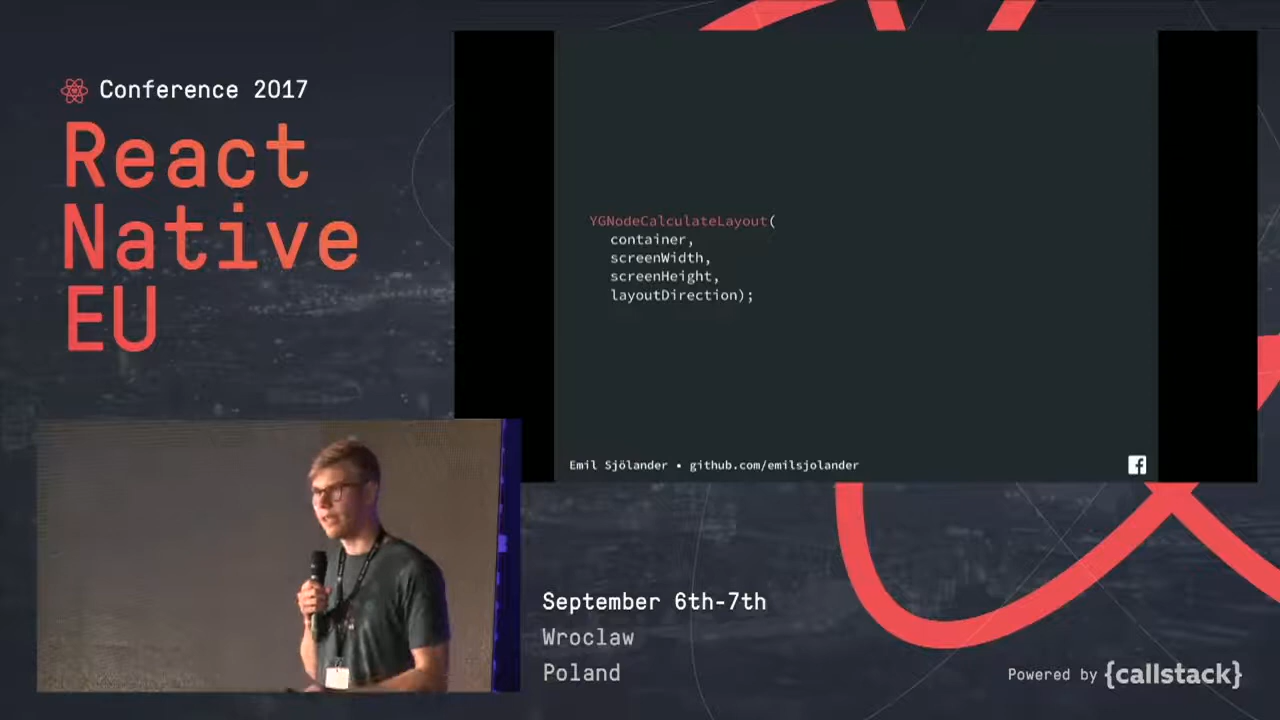 Conference 2017
React
Native
EU
YGNodeCalculateLayout(
container,
screenWidth,
screenHeight,
layoutDirection);
Emil Sjölander • github.com/emilsjolander
f
September 6th-7th
Wroclaw
Poland
Powered by {callstack}